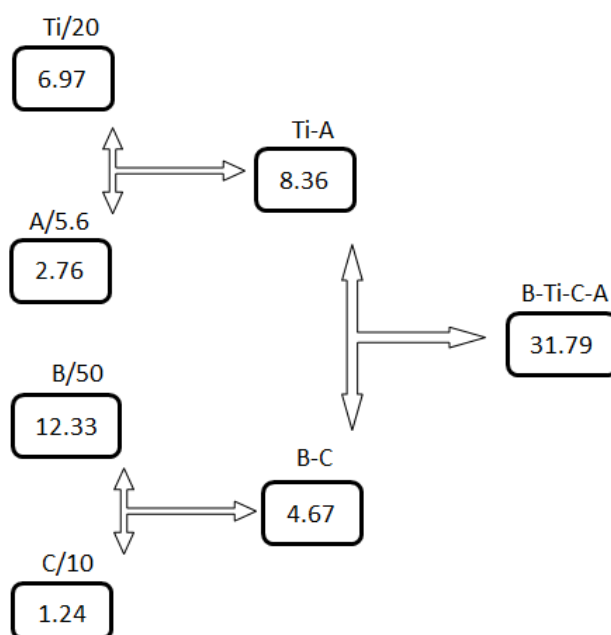 Ti/20
6.97
Ti-A
8.36
A/5.6
2.76
B-Ti-C-A
31.79
B/50
12.33
B-C
4.67
C/10
1.24